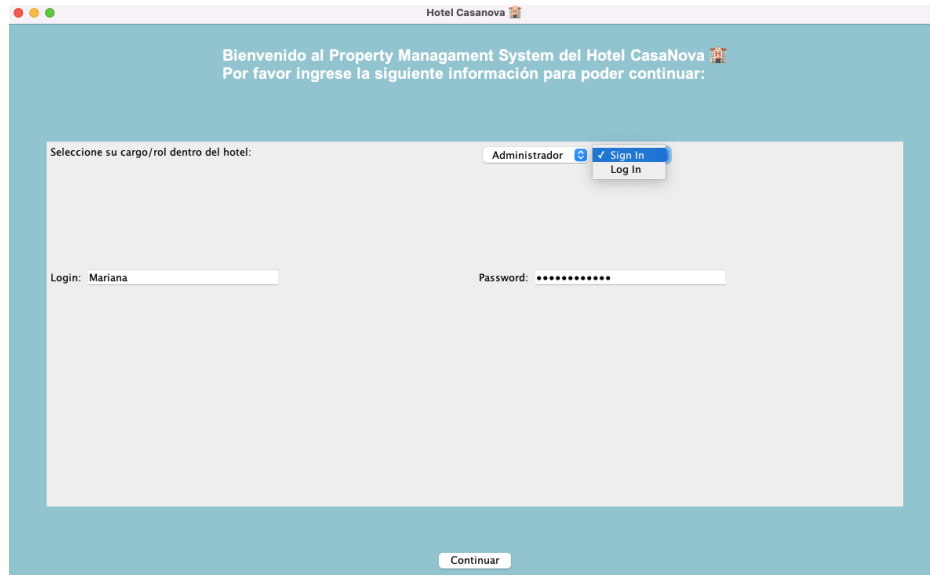 Hotel Casanova 🏨
Bienvenido al Property Managament System del Hotel CasaNova 🏨
Por favor ingrese la siguiente información para poder continuar:
Seleccione su cargo/rol dentro del hotel:
Administrador
✓ Sign In
Log In
Login: Mariana
Password: ••••••••••••
Continuar